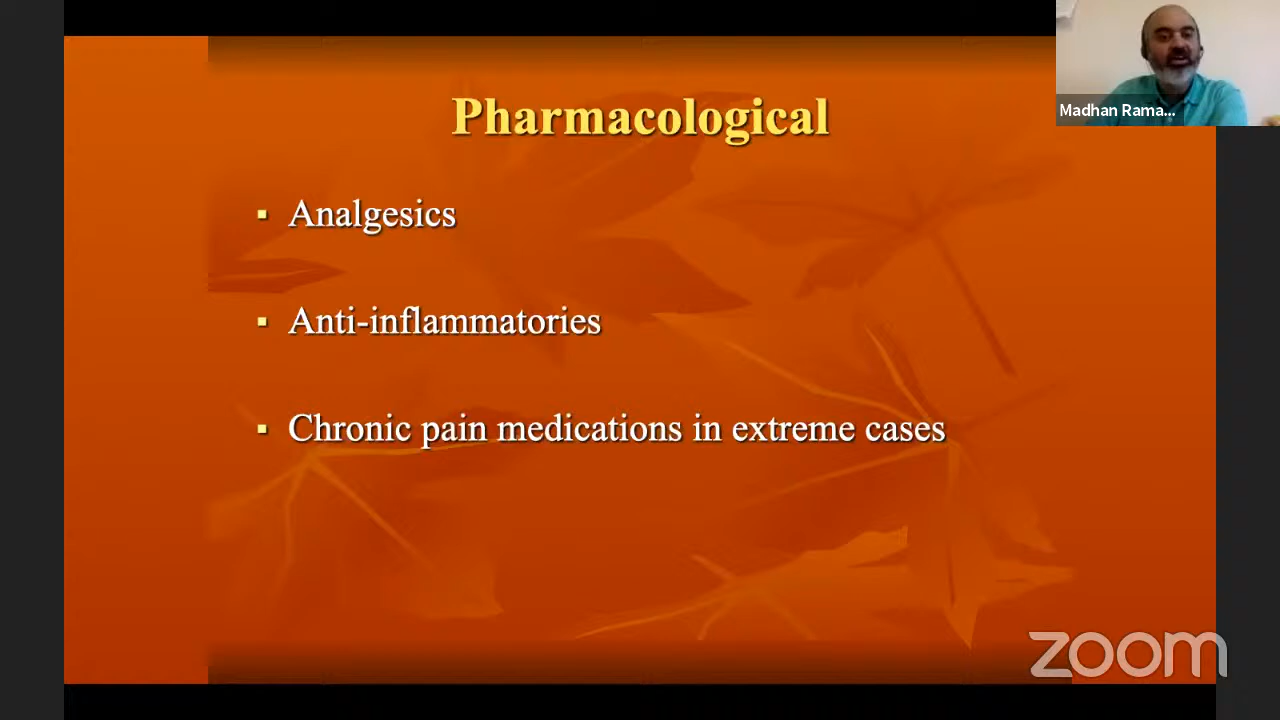 Pharmacological
Madhan Rama...
▪ Analgesics
▪ Anti-inflammatories
▪ Chronic pain medications in extreme cases
zoom